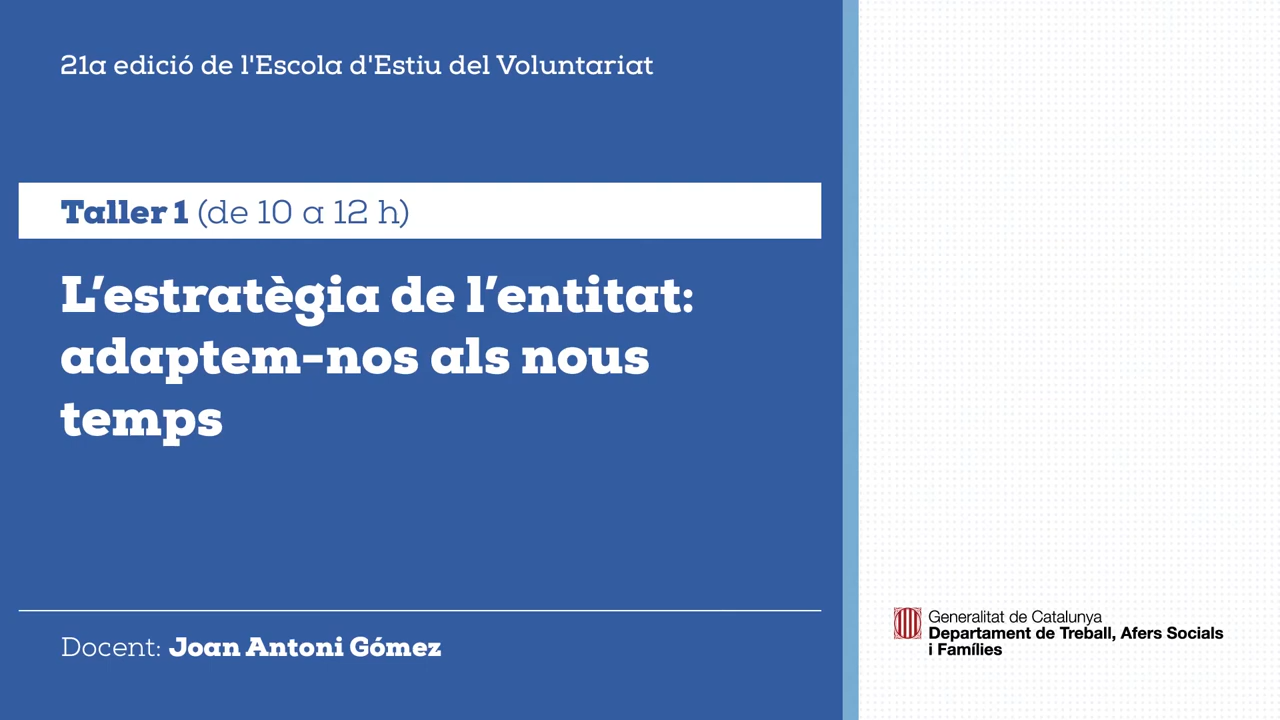 21a edició de l'Escola d'Estiu del Voluntariat
Taller 1 (de 10 a 12 h)
L’estratègia de l’entitat:
adaptem-nos als nous
temps
Docent: Joan Antoni Gómez
Generalitat de Catalunya
Departament de Treball, Afers Socials
i Famílies